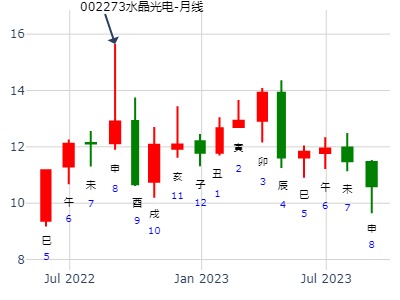 002273水晶光电-月线
16
14
12
10
8
巳
5
午
6
未
7
申
8
酉
9
戌
10
亥
11
子
12
丑
1
寅
2
卯
3
辰
4
巳
5
午
6
未
7
申
8
Jul 2022
Jan 2023
Jul 2023